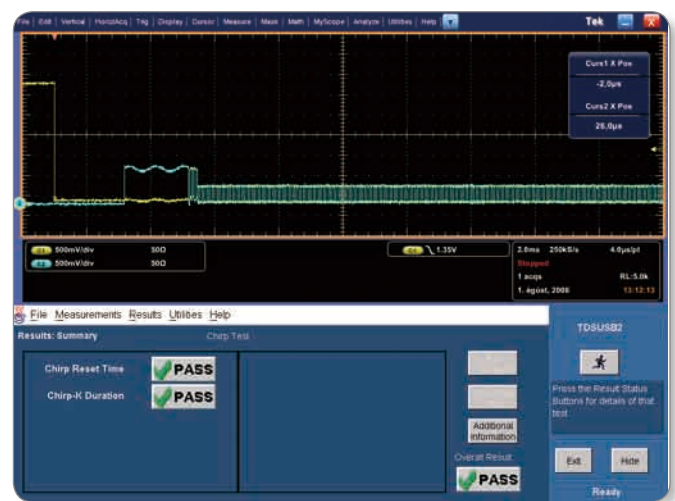 File | Edit | Vertical | Horiz/Acq | Trig | Display | Cursor | Measure | Mask | Math | MyScope | Analyze | Utilities | Help
Tek
Curs1 X Pos
-2,0µs
Curs2 X Pos
26,0µs
C1 500mV/div 50Ω
C2 500mV/div 50Ω
C1 1.35V
2.0ms 250kS/s 4.0µs/pt
Stopped
1 acqs RL:5.0k
1. ágúst, 2006 13:12:13
File Measurements Results Utilities Help
Results: Summary Chirp Test
Chirp Reset Time PASS
Chirp-K Duration PASS
Additional Information
Overall Result
PASS
TDSUSB2
Press the Result Status
Buttons for details of that
test
Exit Hide
Ready